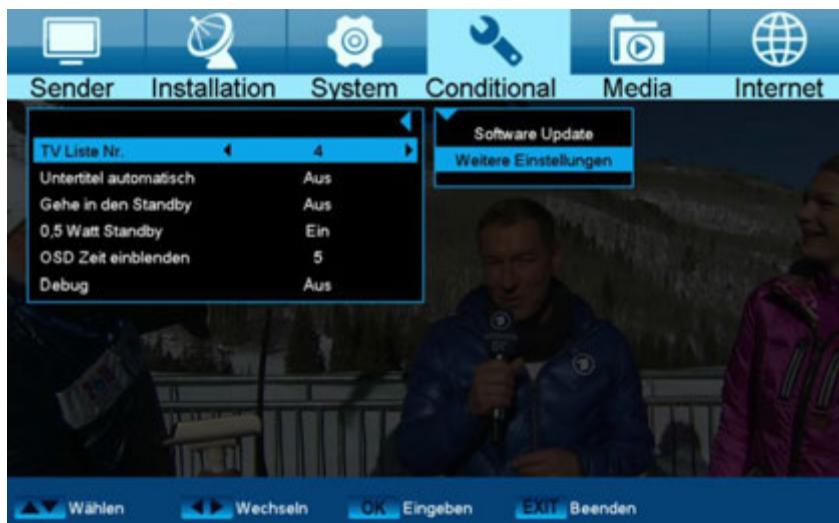 Sender Installation System Conditional Media Internet
TV Liste Nr. 4
Untertitel automatisch Aus
Gehe in den Standby Aus
0,5 Watt Standby Ein
OSD Zeit einblenden 5
Debug Aus
Software Update
Weitere Einstellungen
Wählen Wechseln OK Eingeben EXIT Beenden